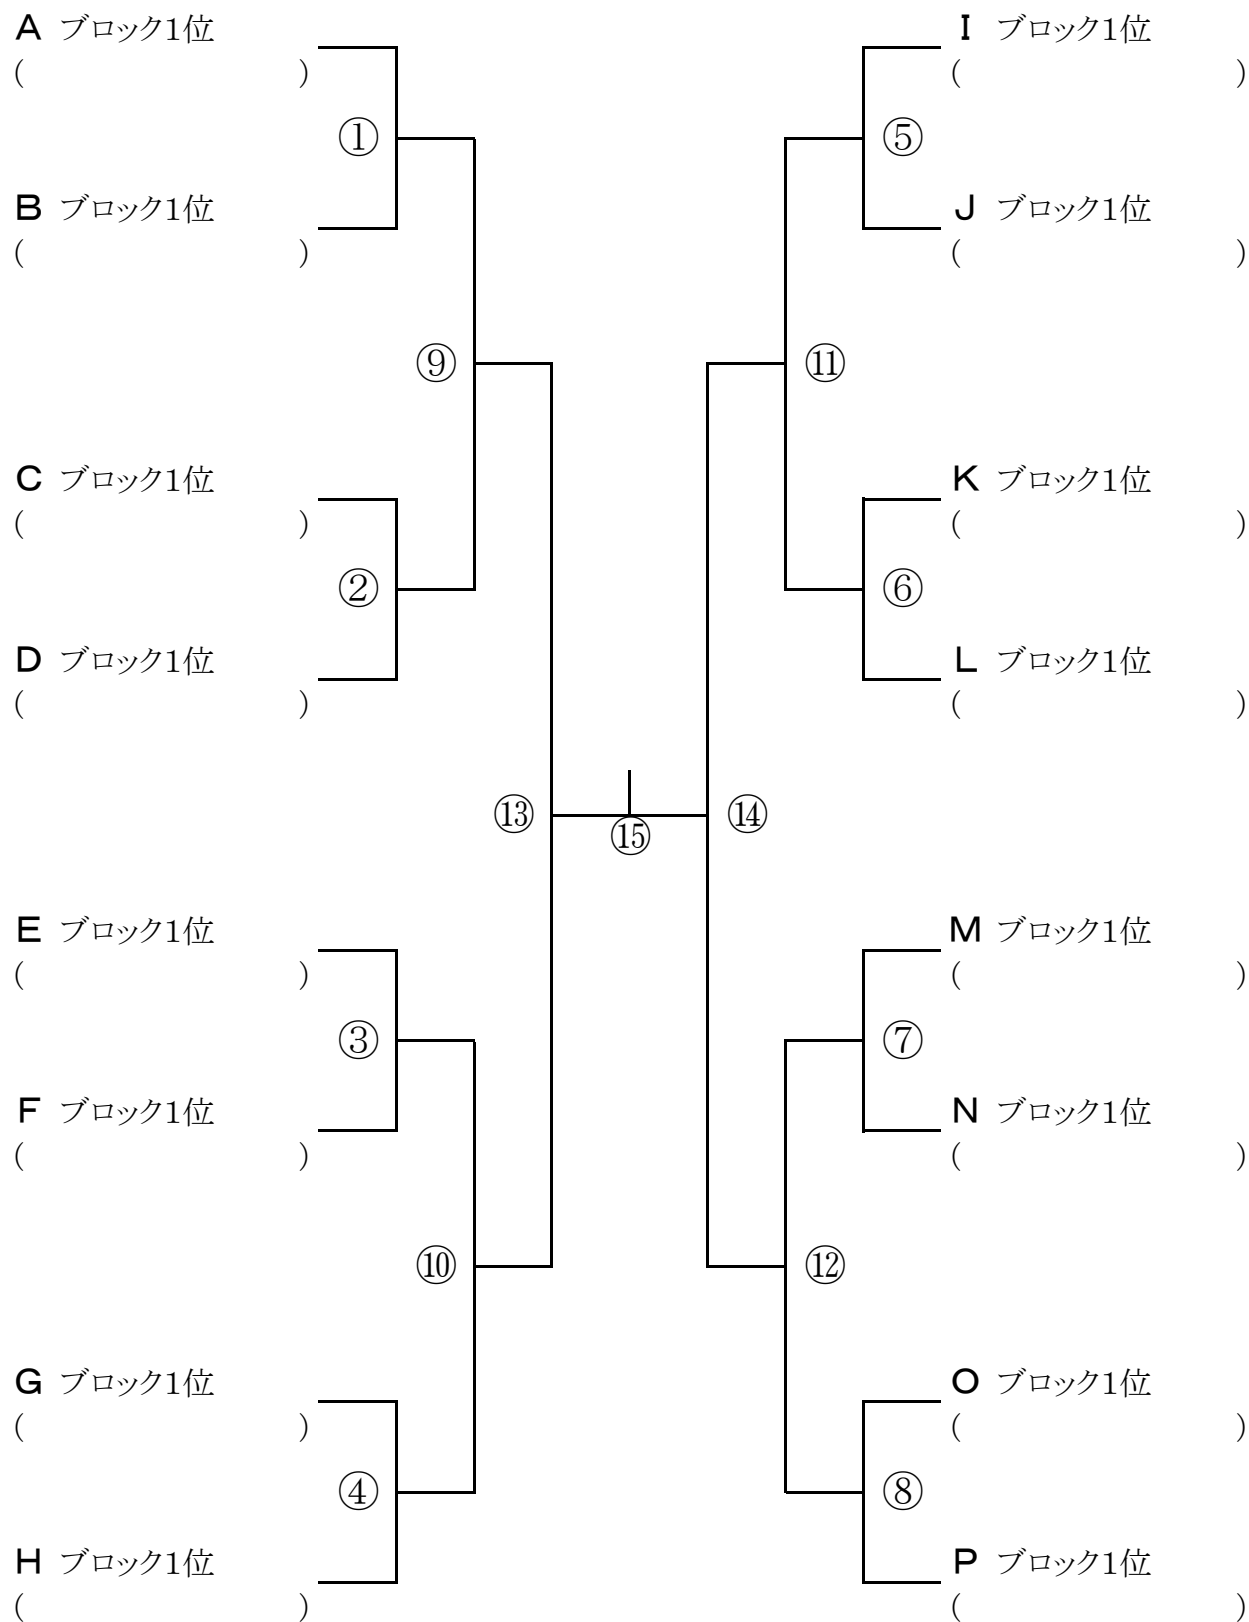 A ブロック1位
(　　　　　　　)
①
B ブロック1位
(　　　　　　　)
⑨
C ブロック1位
(　　　　　　　)
②
D ブロック1位
(　　　　　　　)
⑬
E ブロック1位
(　　　　　　　)
③
F ブロック1位
(　　　　　　　)
⑩
G ブロック1位
(　　　　　　　)
④
H ブロック1位
(　　　　　　　)
⑮
I ブロック1位
(　　　　　　　)
⑤
J ブロック1位
(　　　　　　　)
⑪
K ブロック1位
(　　　　　　　)
⑥
L ブロック1位
(　　　　　　　)
⑭
M ブロック1位
(　　　　　　　)
⑦
N ブロック1位
(　　　　　　　)
⑫
O ブロック1位
(　　　　　　　)
⑧
P ブロック1位
(　　　　　　　)